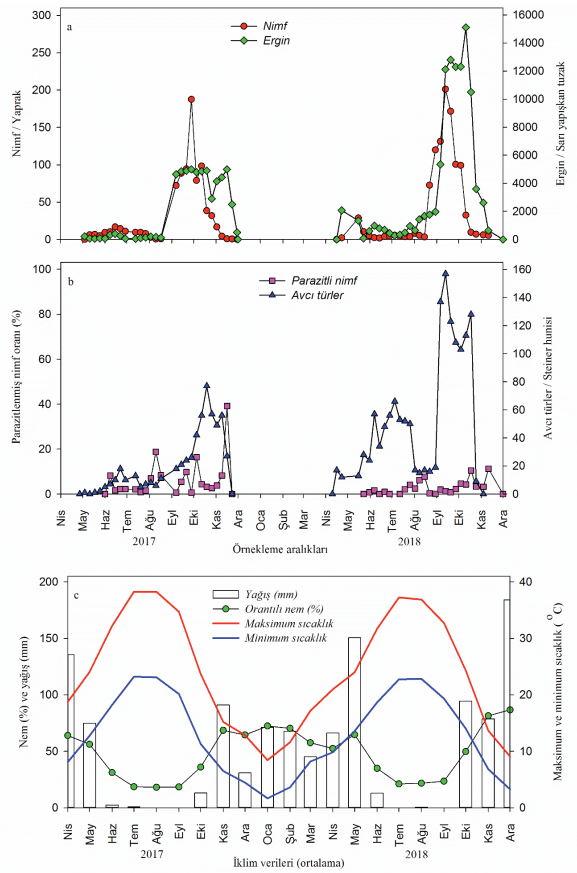 a
Nimf
Ergin
Nimf / Yaprak
300
250
200
150
100
50
0
16000
14000
12000
10000
8000
6000
4000
2000
0
Ergin / Sarı yapışkan tuzak
b
Parazitli nimf
Avcı türler
Parazitlenmiş nimf oranı (%)
100
80
60
40
20
0
160
140
120
100
80
60
40
20
0
Avcı türler / Steiner hunisi
Nis May Haz Tem Ağu Eyl Eki Kas Ara Oca Şub Mar Nis May Haz Tem Ağu Eyl Eki Kas Ara
2017 2018
Örnekleme aralıkları
c
Yağış (mm)
Orantılı nem (%)
Maksimum sıcaklık
Minimum sıcaklık
Nem (%) ve yağış (mm)
200
150
100
50
0
40
30
20
10
0
Maksimum ve minimum sıcaklık (°C)
Nis May Haz Tem Ağu Eyl Eki Kas Ara Oca Şub Mar Nis May Haz Tem Ağu Eyl Eki Kas Ara
2017 2018
İklim verileri (ortalama)